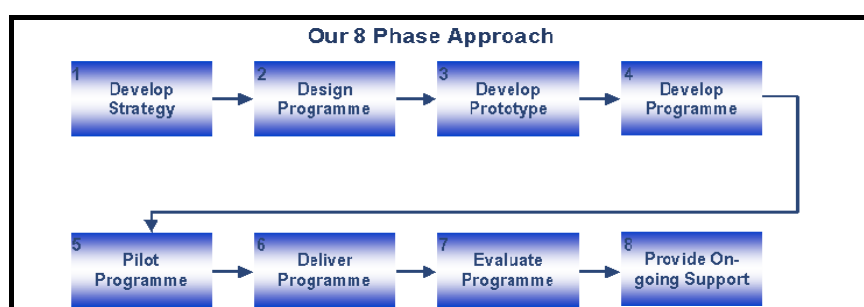 Our 8 Phase Approach
1
Develop
Strategy
2
Design
Programme
3
Develop
Prototype
4
Develop
Programme
5
Pilot
Programme
6
Deliver
Programme
7
Evaluate
Programme
8
Provide On-
going Support